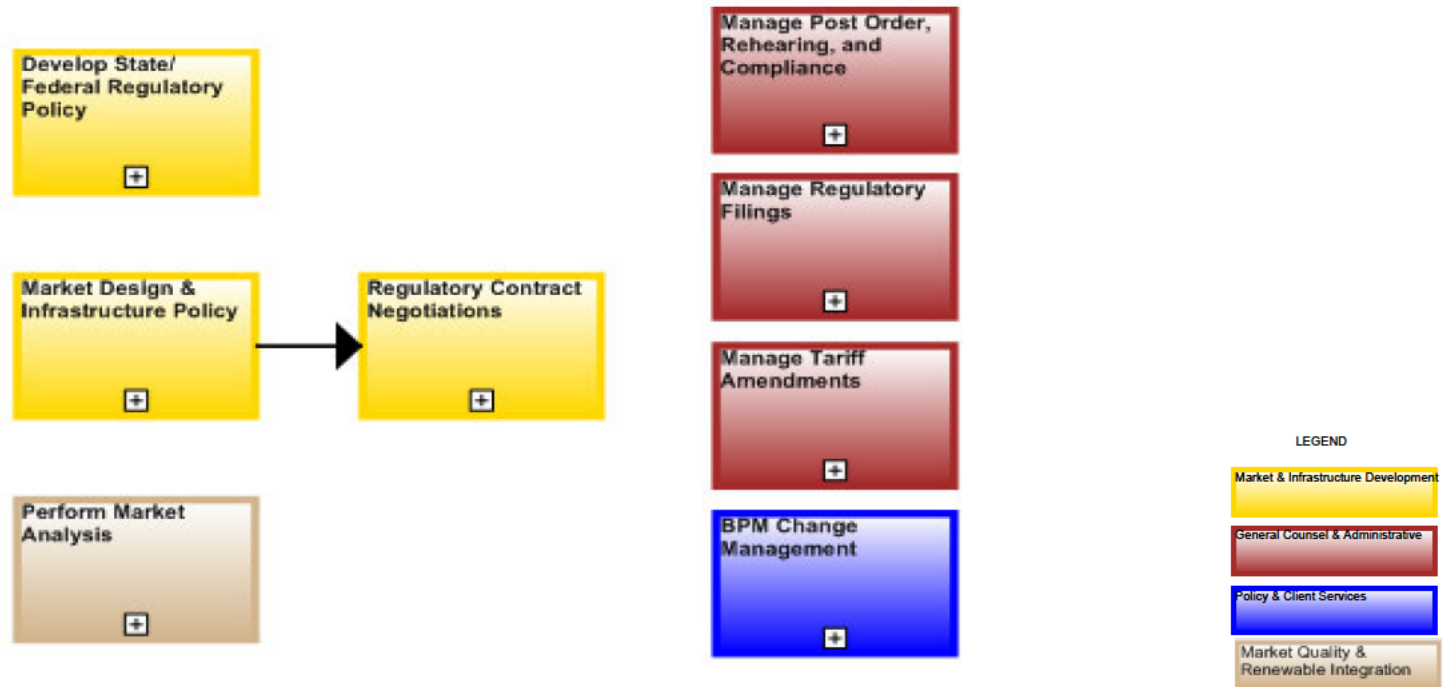 Develop State/
Federal Regulatory
Policy
Market Design &
Infrastructure Policy
Perform Market
Analysis
Regulatory Contract
Negotiations
Manage Post Order,
Rehearing, and
Compliance
Manage Regulatory
Filings
Manage Tariff
Amendments
BPM Change
Management
LEGEND
Market & Infrastructure Development
General Counsel & Administrative
Policy & Client Services
Market Quality &
Renewable Integration